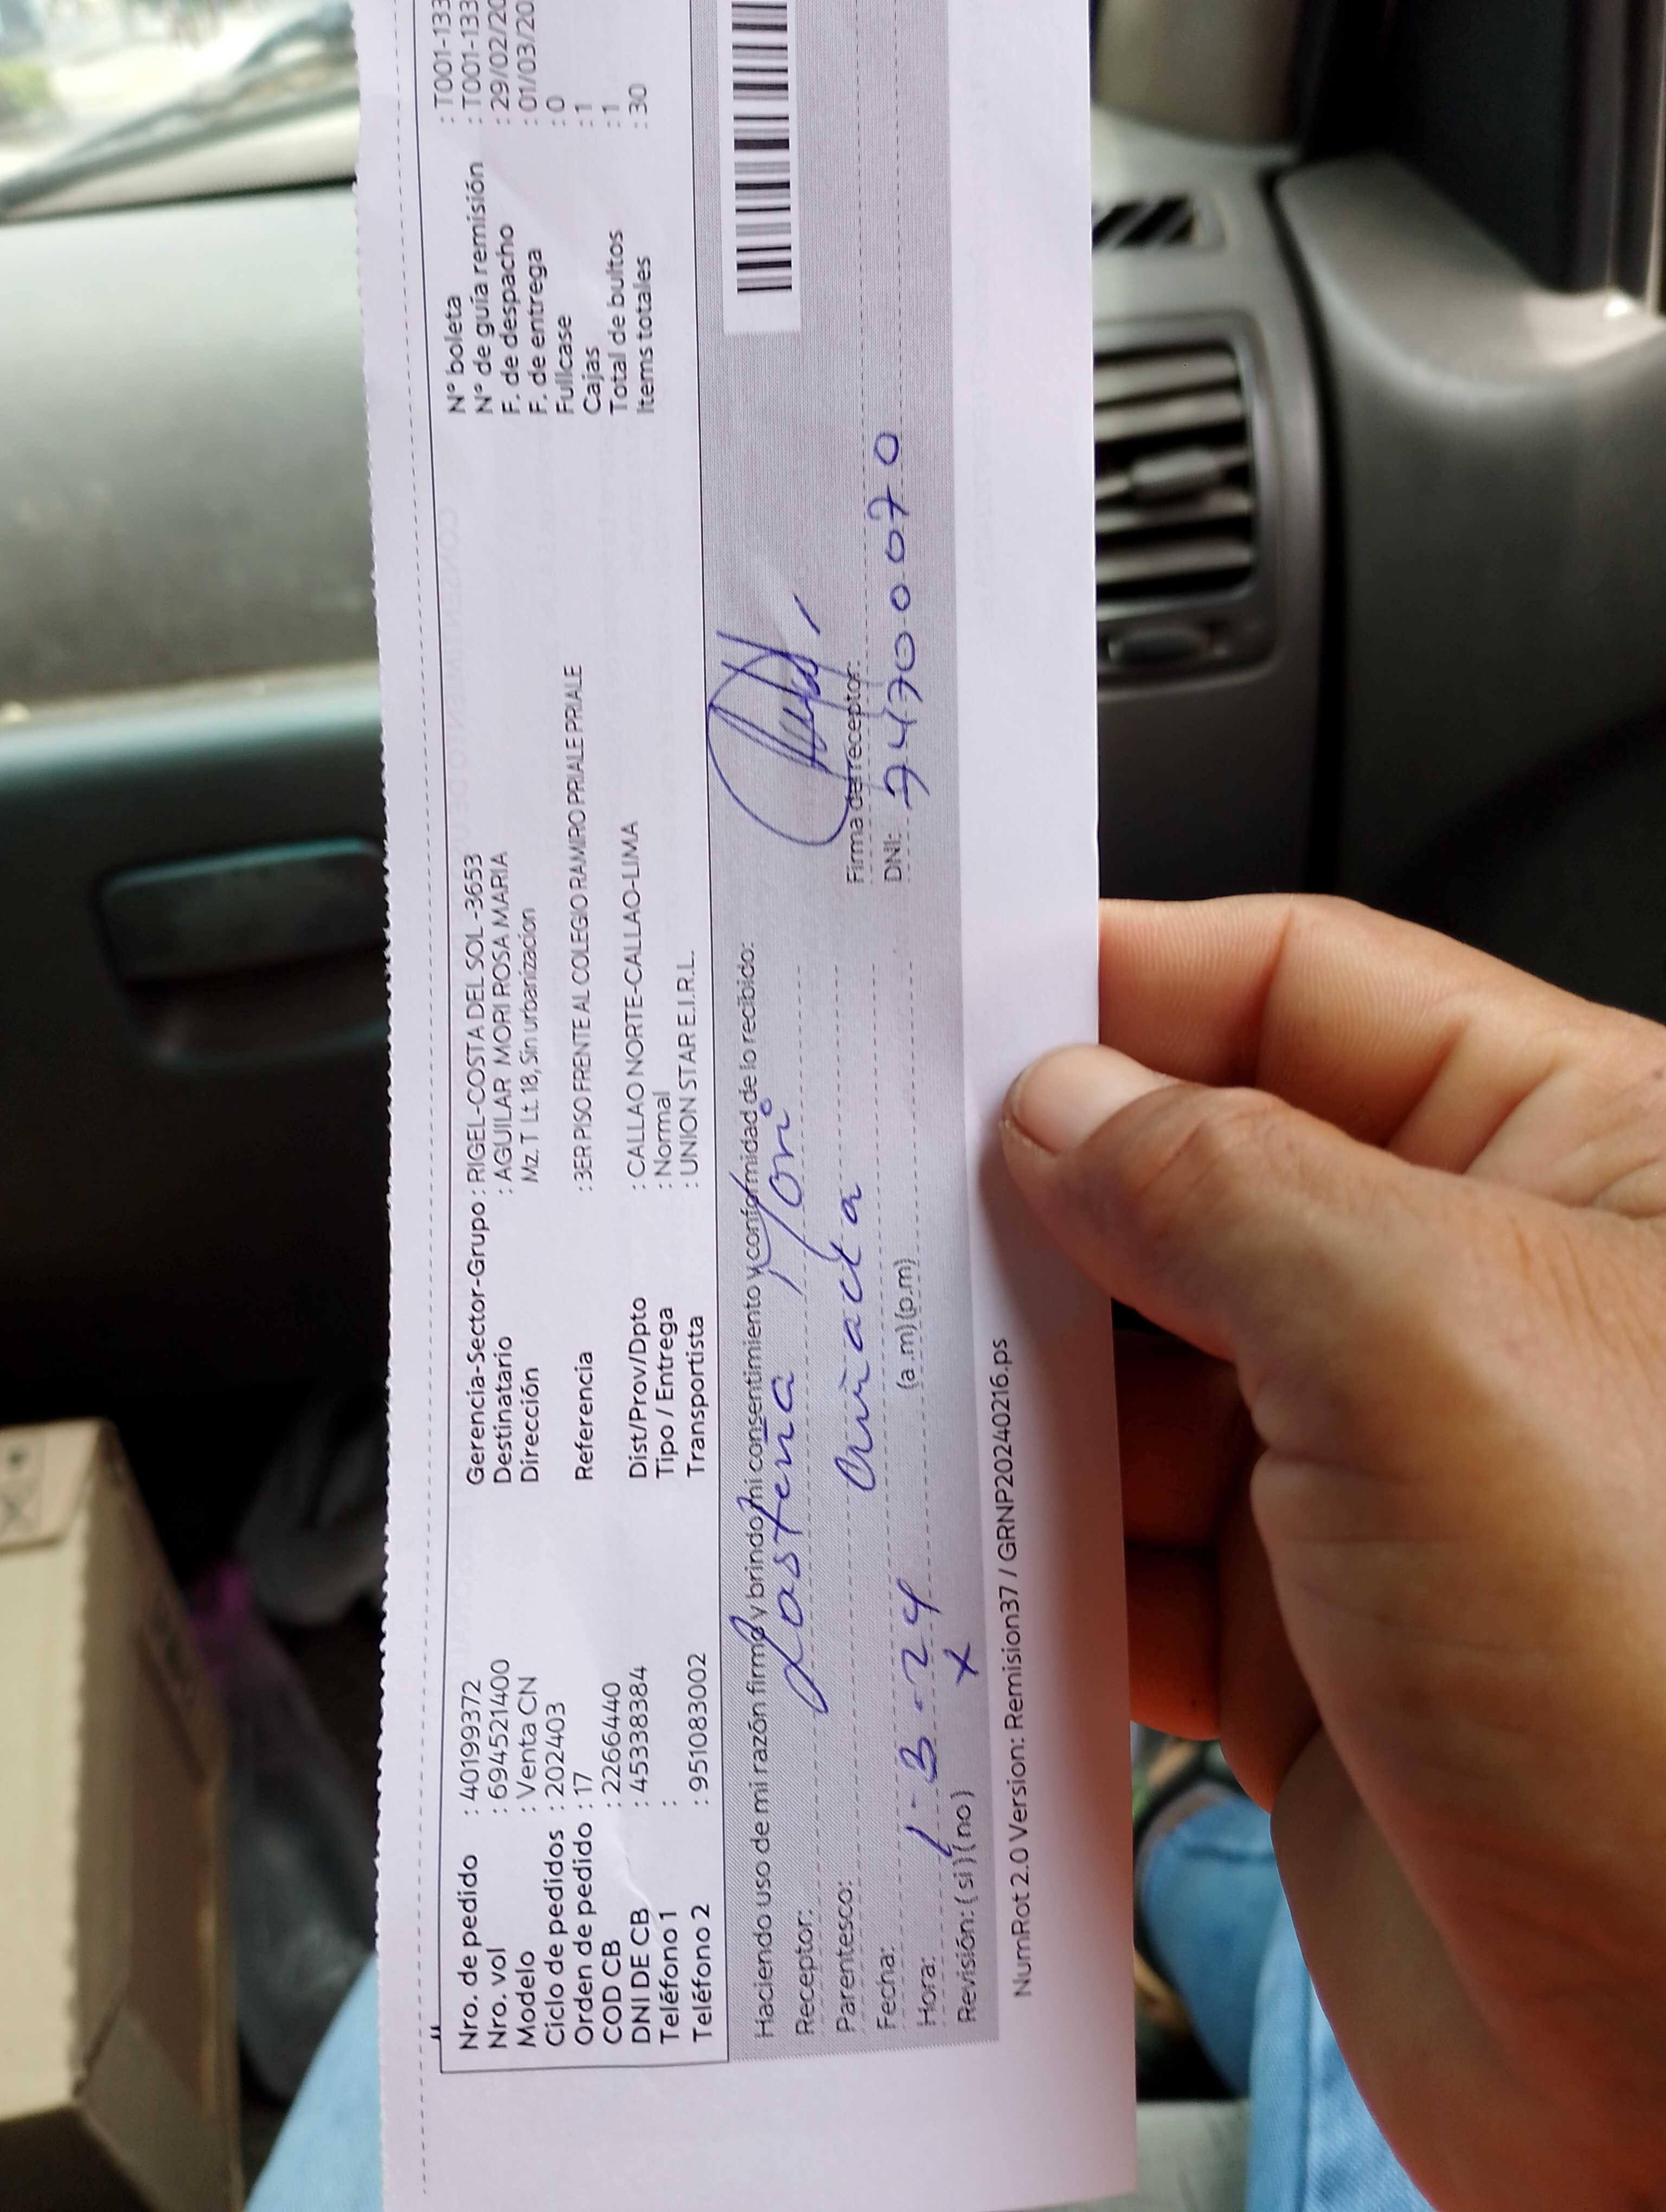 Nro. de pedido : 40199372
Nro. vol : 694521400
Modelo : Venta CN
Ciclo de pedidos : 202403
Orden de pedido : 17
COD CB : 2266440
DNI DE CB : 45338384
Teléfono 1 :
Teléfono 2 : 951083002
Gerencia-Sector-Grupo : RIGEL-COSTA DEL SOL-3653
Destinatario : AGUILAR MORI ROSA MARIA
Dirección Mz. T Lt. 18, Sin urbanizacion
Referencia : 3ER PISO FRENTE AL COLEGIO RAMIRO PRIALE PRIALE
Dist/Prov/Dpto : CALLAO NORTE-CALLAO-LIMA
Tipo / Entrega : Normal
Transportista : UNION STAR E.I.R.L.
N° boleta : T001-133
N° de guía remisión : T001-133
F. de despacho : 29/02/20
F. de entrega : 01/03/20
Fullcase : 0
Cajas : 1
Total de bultos : 1
Items totales : 30
Haciendo uso de mi razón firmo y brindo mi consentimiento y conformidad de lo recibido:
Receptor:
Parentesco:
Fecha: 1-3-24
Hora: (a.m)(p.m)
Revisión: (si)(no) x
Firma del receptor:
DNI:
NumRot 2.0 Version: Remision37 / GRNP20240216.ps